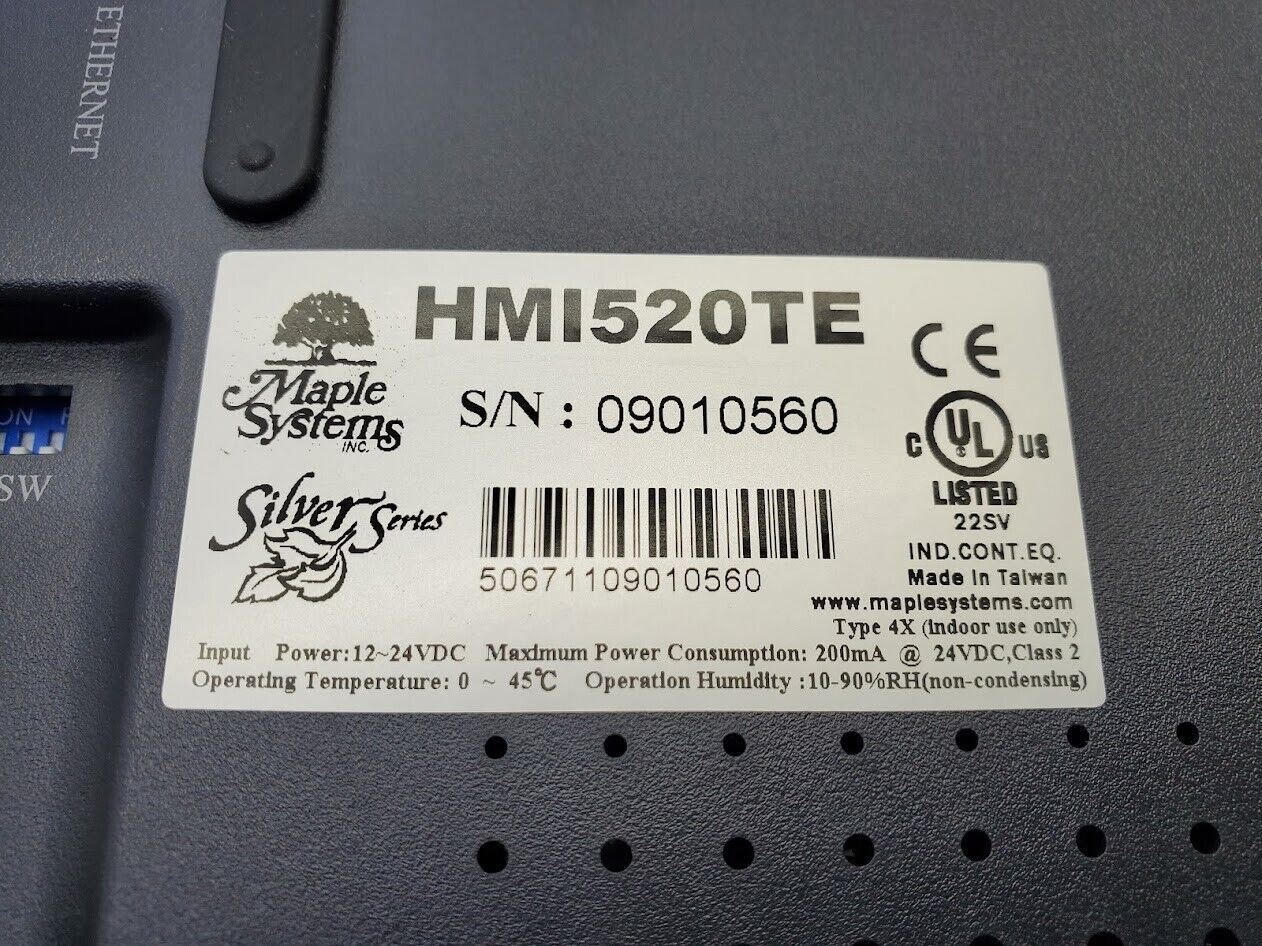 ETHERNET
HMI520TE
Maple
Systems
INC.
S/N : 09010560
CE
C UL US
LISTED
22SV
Silver Series
50671109010560
IND.CONT.EQ.
Made in Taiwan
www.maplesystems.com
Type 4X (indoor use only)
Input Power:12~24VDC Maximum Power Consumption: 200mA @ 24VDC,Class 2
Operating Temperature: 0 ~ 45℃ Operation Humidity :10-90%RH(non-condensing)
ON
SW